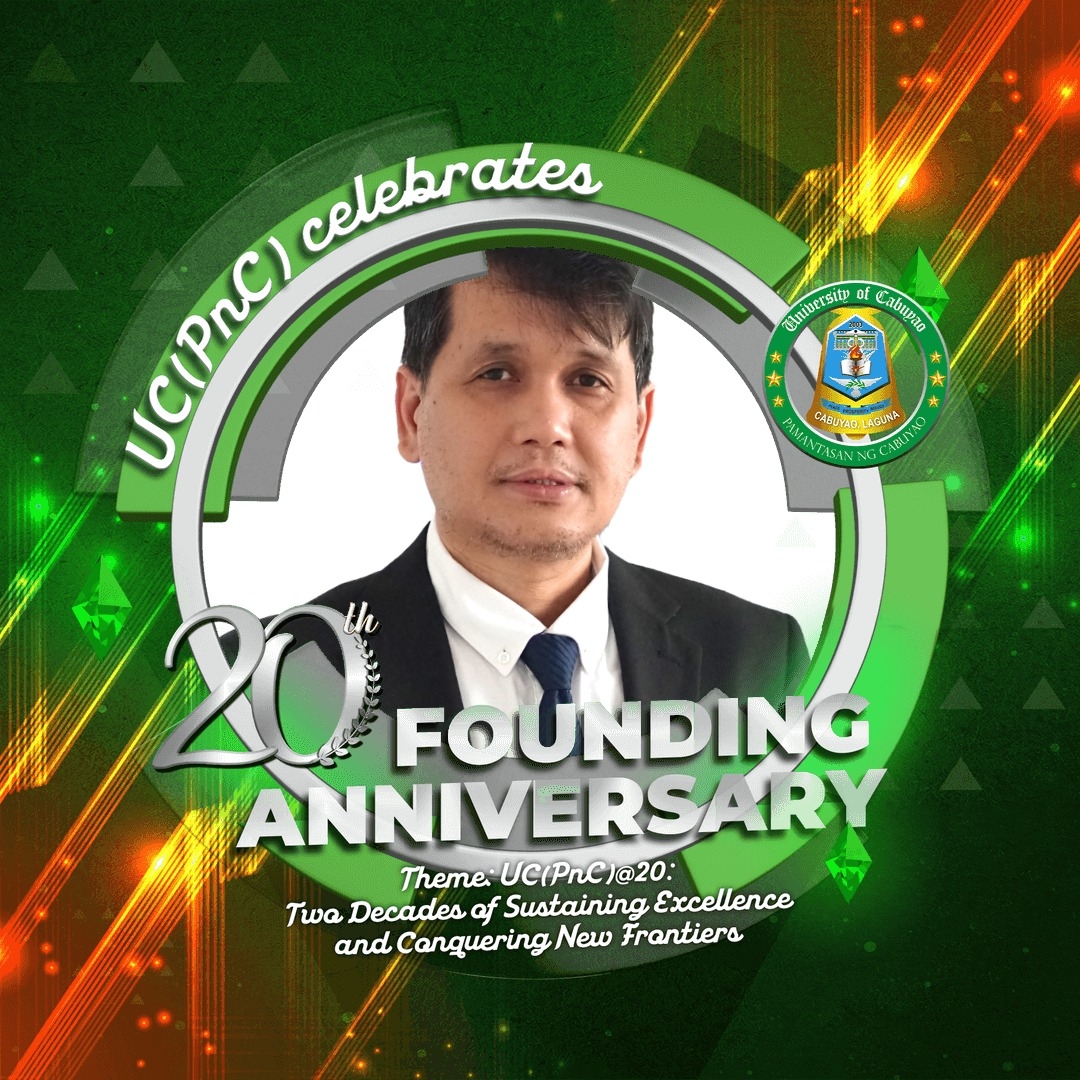 UC(PnC) celebrates
University of Cabuyao
2003
CABUYAO, LAGUNA
PAMANTASAN NG CABUYAO
20th
FOUNDING
ANNIVERSARY
Theme: UC(PnC)@20:
Two Decades of Sustaining Excellence
and Conquering New Frontiers